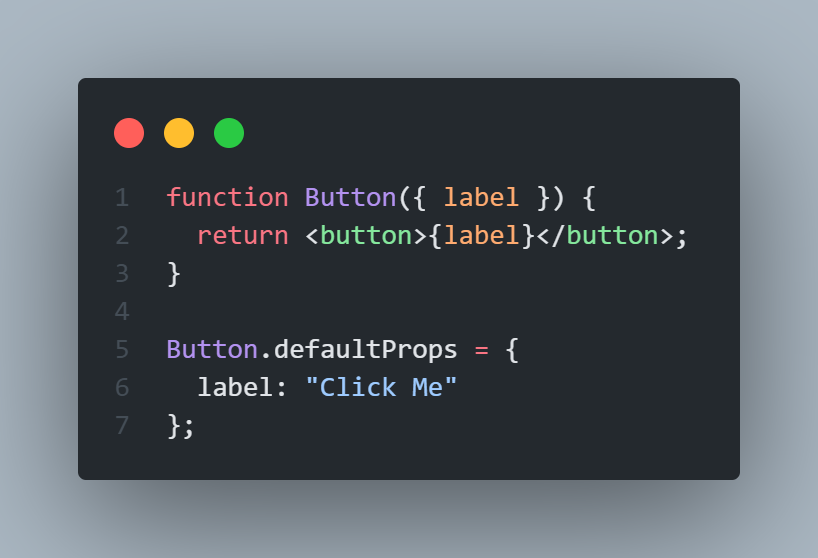 1 function Button({ label }) {
2   return <button>{label}</button>;
3 }
4
5 Button.defaultProps = {
6   label: "Click Me"
7 };